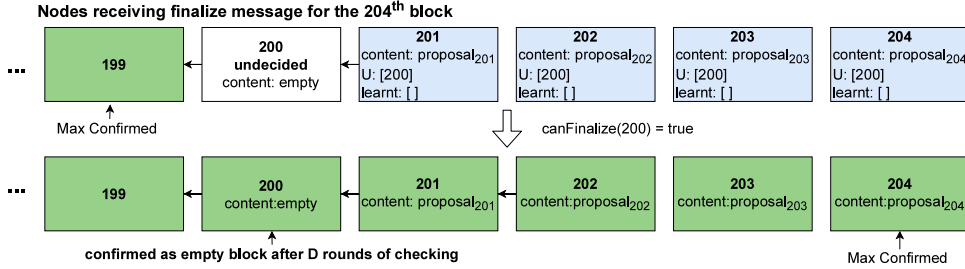 Nodes receiving finalize message for the 204th block
...
199
200
undecided
content: empty
201
content: proposal201
U: [200]
learnt: [ ]
202
content: proposal202
U: [200]
learnt: [ ]
203
content: proposal203
U: [200]
learnt: [ ]
204
content: proposal204
U: [200]
learnt: [ ]
Max Confirmed
canFinalize(200) = true
...
199
200
content:empty
201
content: proposal201
202
content:proposal202
203
content:proposal203
204
content:proposal204
confirmed as empty block after D rounds of checking
Max Confirmed